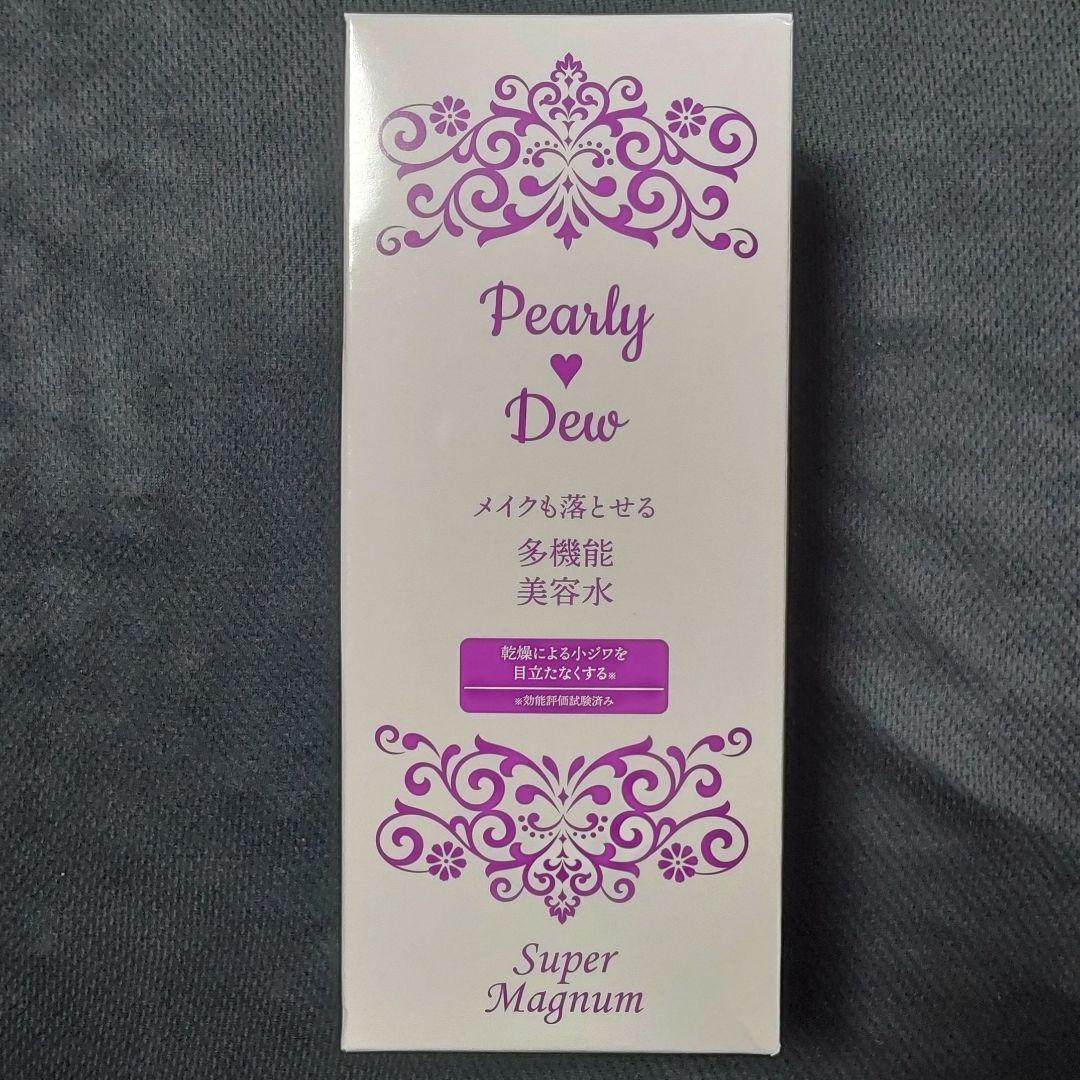 Pearly
♥
Dew
メイクも落とせる
多機能
美容水
乾燥による小ジワを
目立たなくする※
※効能評価試験済み
Super
Magnum